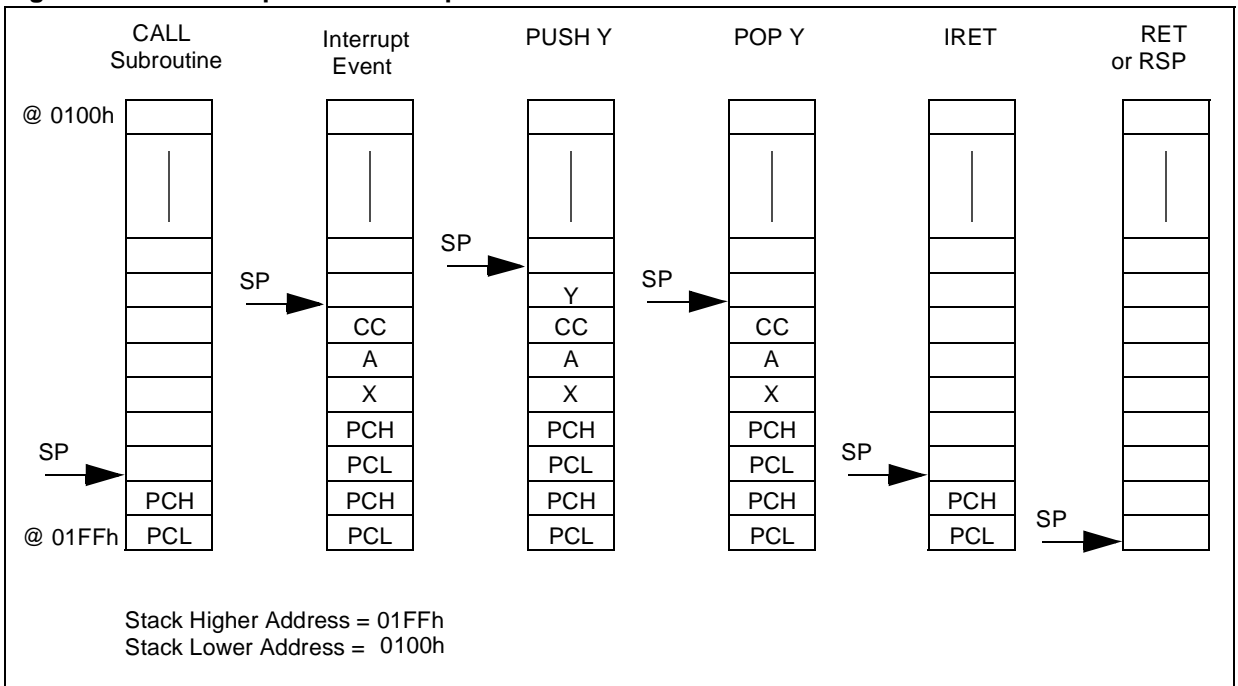 CALL
Subroutine
Interrupt
Event
PUSH Y
POP Y
IRET
RET
or RSP
@ 0100h
SP
SP
SP
Y
CC
CC
CC
A
A
A
X
X
X
PCH
PCH
PCH
SP
SP
PCL
PCL
PCL
PCH
PCH
PCH
PCH
PCH
SP
@ 01FFh
PCL
PCL
PCL
PCL
PCL
Stack Higher Address = 01FFh
Stack Lower Address = 0100h